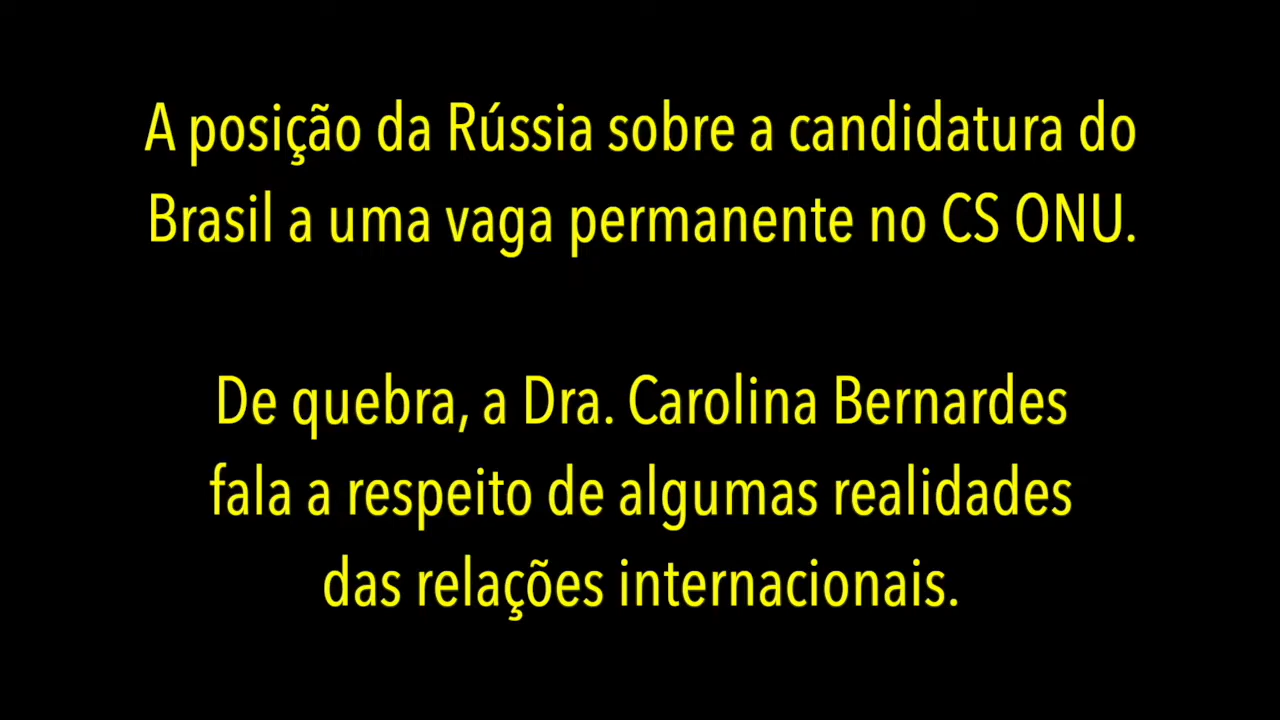 A posição da Rússia sobre a candidatura do
Brasil a uma vaga permanente no CS ONU.
De quebra, a Dra. Carolina Bernardes
fala a respeito de algumas realidades
das relações internacionais.